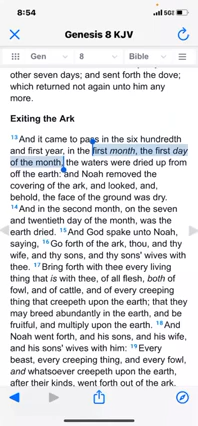 8:54
SOS 5G
Genesis 8 KJV
Gen 8 Bible
other seven days; and sent forth the dove;
which returned not again unto him any
more.
Exiting the Ark
13 And it came to pass in the six hundredth
and first year, in the first month, the first day
of the month, the waters were dried up from
off the earth: and Noah removed the
covering of the ark, and looked, and,
behold, the face of the ground was dry.
14 And in the second month, on the seven
and twentieth day of the month, was the
earth dried. 15 And God spake unto Noah,
saying, 16 Go forth of the ark, thou, and thy
wife, and thy sons, and thy sons' wives with
thee. 17 Bring forth with thee every living
thing that is with thee, of all flesh, both of
fowl, and of cattle, and of every creeping
thing that creepeth upon the earth; that they
may breed abundantly in the earth, and be
fruitful, and multiply upon the earth. 18 And
Noah went forth, and his sons, and his wife,
and his sons' wives with him: 19 Every
beast, every creeping thing, and every fowl,
and whatsoever creepeth upon the earth,
after their kinds, went forth out of the ark.